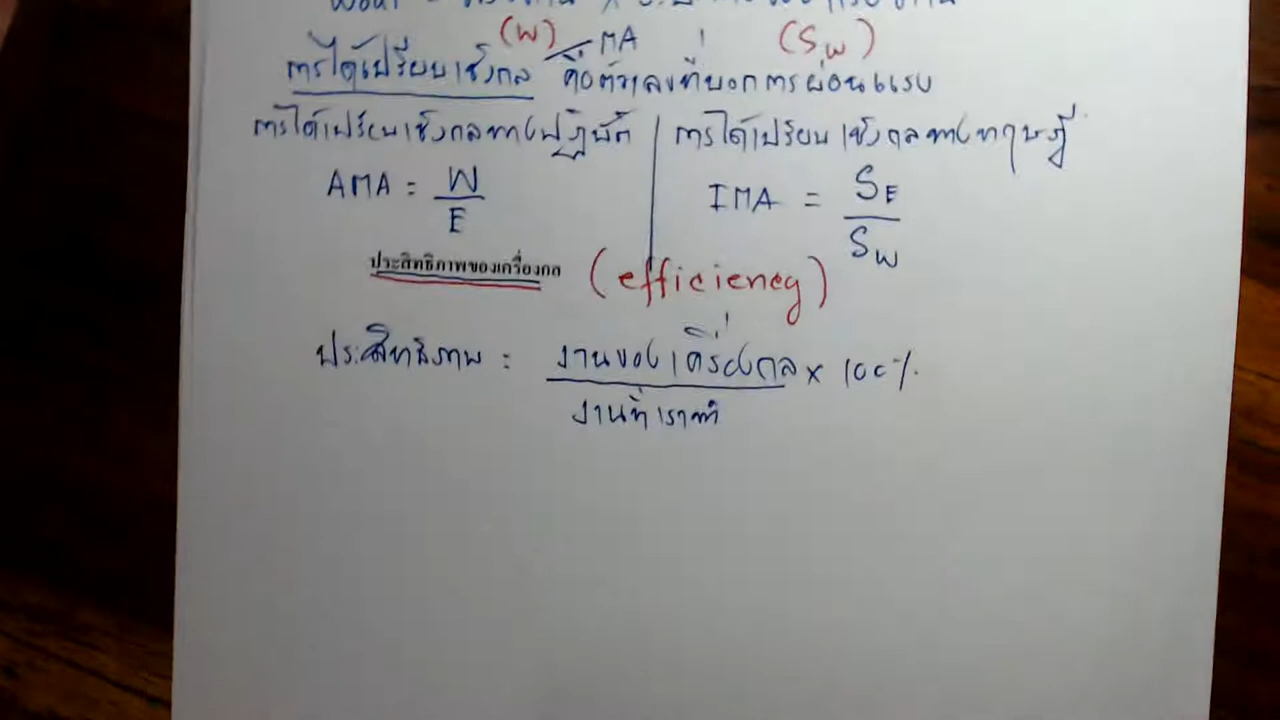 (W) MA (Sw)
การได้เปรียบเชิงกล คือตัวเลขที่บอกการผ่อนแรง
การได้เปรียบเชิงกลทางปฏิบัติ | การได้เปรียบเชิงกลทางทฤษฎี
AMA = W/E IMA = SE/Sw
ประสิทธิภาพของเครื่องกล (efficiency)
ประสิทธิภาพ = งานของเครื่องกล x 100%
งานที่เราทำ